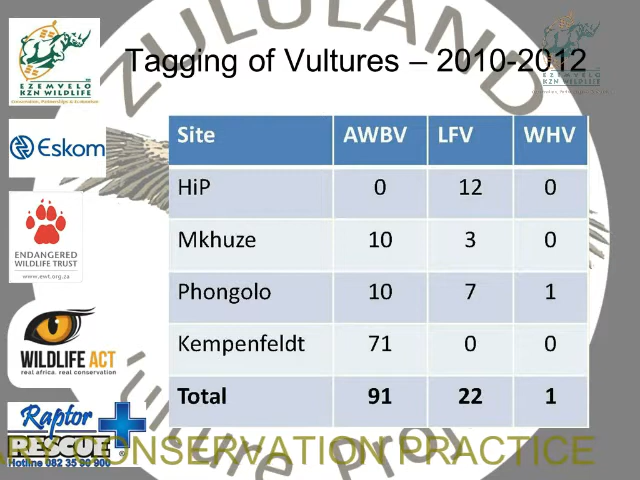 Tagging of Vultures – 2010-2012
EZEMVELO
KZN WILDLIFE
Conservation, Partnerships & Ecotourism
EZEMVELO
KZN WILDLIFE
ZULULAND
Eskom
ENDANGERED
WILDLIFE TRUST
www.ewt.org.za
WILDLIFE ACT
real africa. real conservation
Raptor
RESCUE
Hotline 082 35 90 900
Site AWBV LFV WHV
HiP 0 12 0
Mkhuze 10 3 0
Phongolo 10 7 1
Kempenfeldt 71 0 0
Total 91 22 1
CONSERVATION PRACTICE